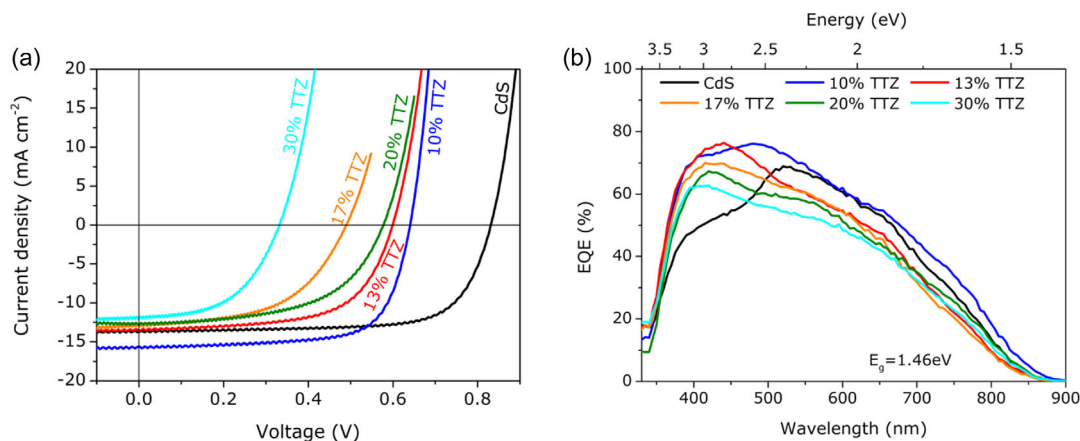 (a)
20
15
10
5
0
-5
-10
-15
-20
Current density (mA cm-2)
0.0 0.2 0.4 0.6 0.8
Voltage (V)
30% TTZ
17% TTZ
20% TTZ
13% TTZ
10% TTZ
CdS
(b)
Energy (eV)
3.5 3 2.5 2 1.5
CdS 10% TTZ 13% TTZ
17% TTZ 20% TTZ 30% TTZ
100
80
60
40
20
0
EQE (%)
Eg=1.46eV
400 500 600 700 800 900
Wavelength (nm)